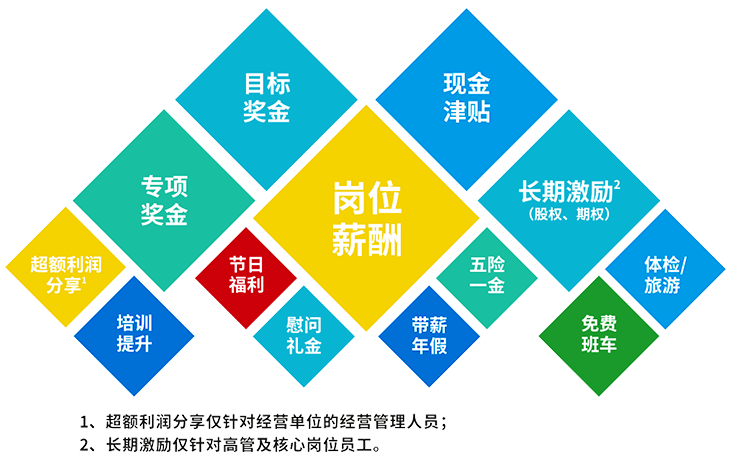 目标
奖金
现金
津贴
专项
奖金
岗位
薪酬
长期激励2
（股权、期权）
超额利润
分享1
节日
福利
五险
一金
体检/
旅游
培训
提升
慰问
礼金
带薪
年假
免费
班车
1、超额利润分享仅针对经营单位的经营管理人员；
2、长期激励仅针对高管及核心岗位员工。